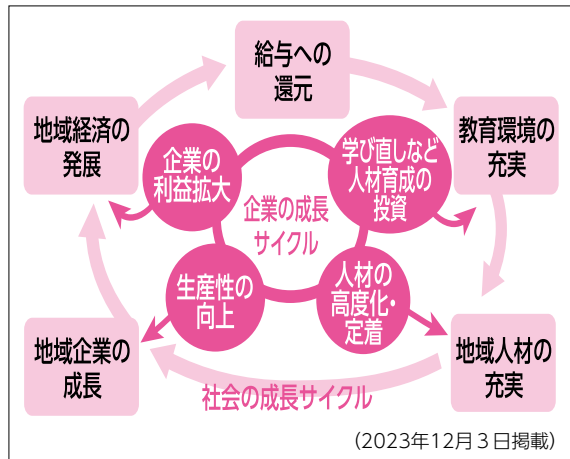 給与への
還元
地域経済の
発展
教育環境の
充実
企業の
利益拡大
学び直しなど
人材育成の
投資
企業の成長
サイクル
生産性の
向上
人材の
高度化・
定着
地域企業の
成長
地域人材の
充実
社会の成長サイクル
（2023年12月３日掲載）